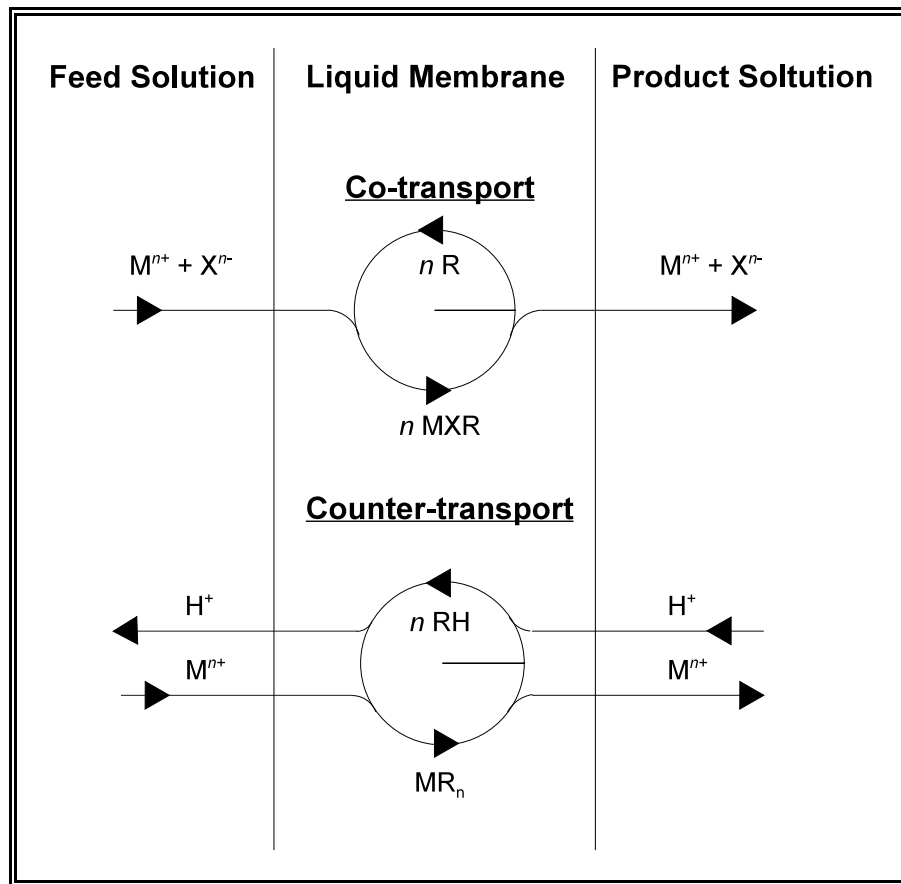 Feed Solution Liquid Membrane Product Soltution
Co-transport
n R
Mⁿ⁺ + Xⁿ⁻ Mⁿ⁺ + Xⁿ⁻
n MXR
Counter-transport
H⁺ n RH H⁺
Mⁿ⁺ Mⁿ⁺
MRₙ